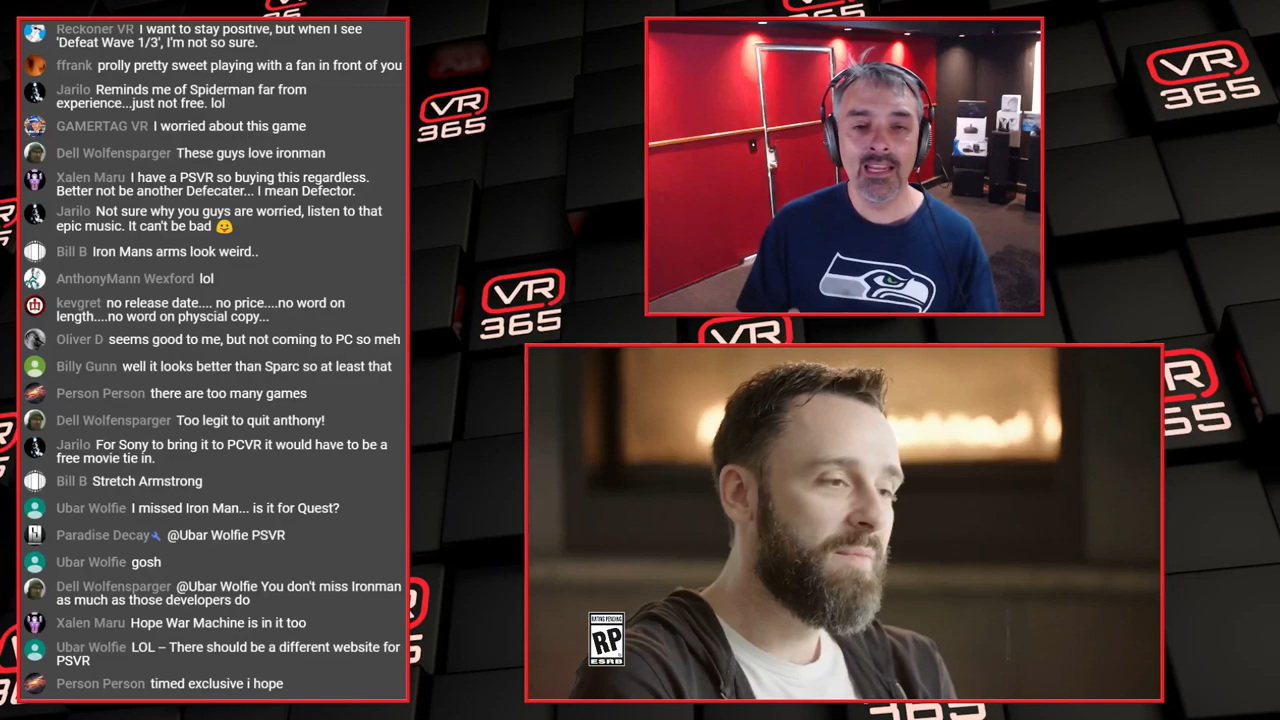 Reckoner VR I want to stay positive, but when I see
'Defeat Wave 1/3', I'm not so sure.
ffrank prolly pretty sweet playing with a fan in front of you
Jarilo Reminds me of Spiderman far from
experience...just not free. lol
GAMERTAG VR I worried about this game
Dell Wolfensparger These guys love ironman
Xalen Maru I have a PSVR so buying this regardless.
Better not be another Defecater... I mean Defector.
Jarilo Not sure why you guys are worried, listen to that
epic music. It can't be bad 😛
Bill B Iron Mans arms look weird..
AnthonyMann Wexford lol
kevgret no release date.... no price....no word on
length....no word on physcial copy...
Oliver D seems good to me, but not coming to PC so meh
Billy Gunn well it looks better than Sparc so at least that
Person Person there are too many games
Dell Wolfensparger Too legit to quit anthony!
Jarilo For Sony to bring it to PCVR it would have to be a
free movie tie in.
Bill B Stretch Armstrong
Ubar Wolfie I missed Iron Man... is it for Quest?
Paradise Decay @Ubar Wolfie PSVR
Ubar Wolfie gosh
Dell Wolfensparger @Ubar Wolfie You don't miss Ironman
as much as those developers do
Xalen Maru Hope War Machine is in it too
Ubar Wolfie LOL – There should be a different website for
PSVR
Person Person timed exclusive i hope
365
VR
365
VR
365
VR
365
VR
R
65
365
RATING PENDING
RP
ESRB